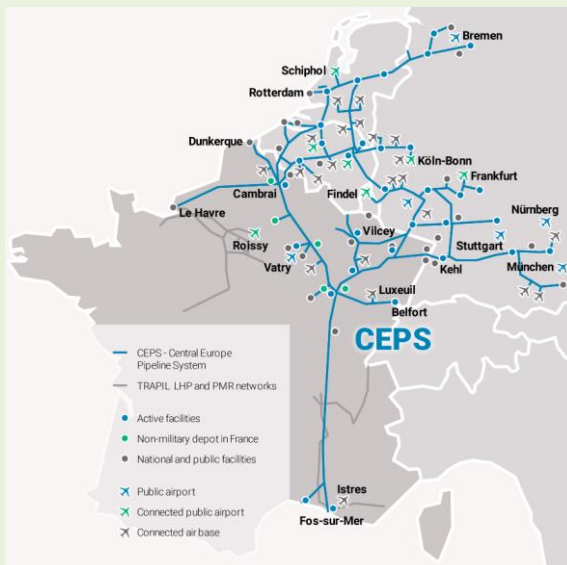 Bremen
Schiphol
Rotterdam
Dunkerque
Köln-Bonn
Cambrai
Findel
Frankfurt
Le Havre
Nürnberg
Vilcey
Roissy
Stuttgart
Vatry
Kehl
München
Luxeuil
Belfort
CEPS
CEPS - Central Europe
Pipeline System
TRAPIL LHP and PMR networks
Active facilities
Non-military depot in France
National and public facilities
Public airport
Connected public airport
Connected air base
Istres
Fos-sur-Mer